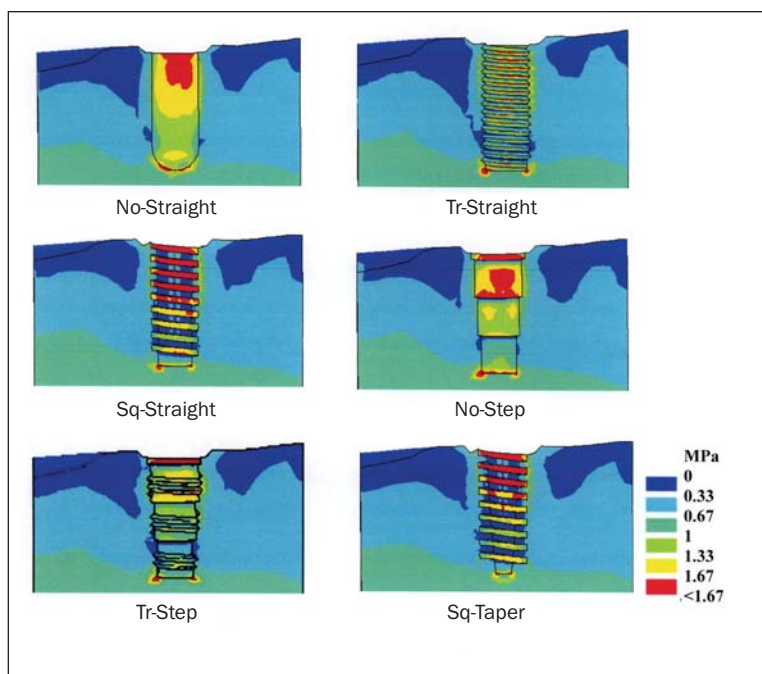 No-Straight
Tr-Straight
Sq-Straight
No-Step
Tr-Step
Sq-Taper
MPa
0
0.33
0.67
1
1.33
1.67
<1.67